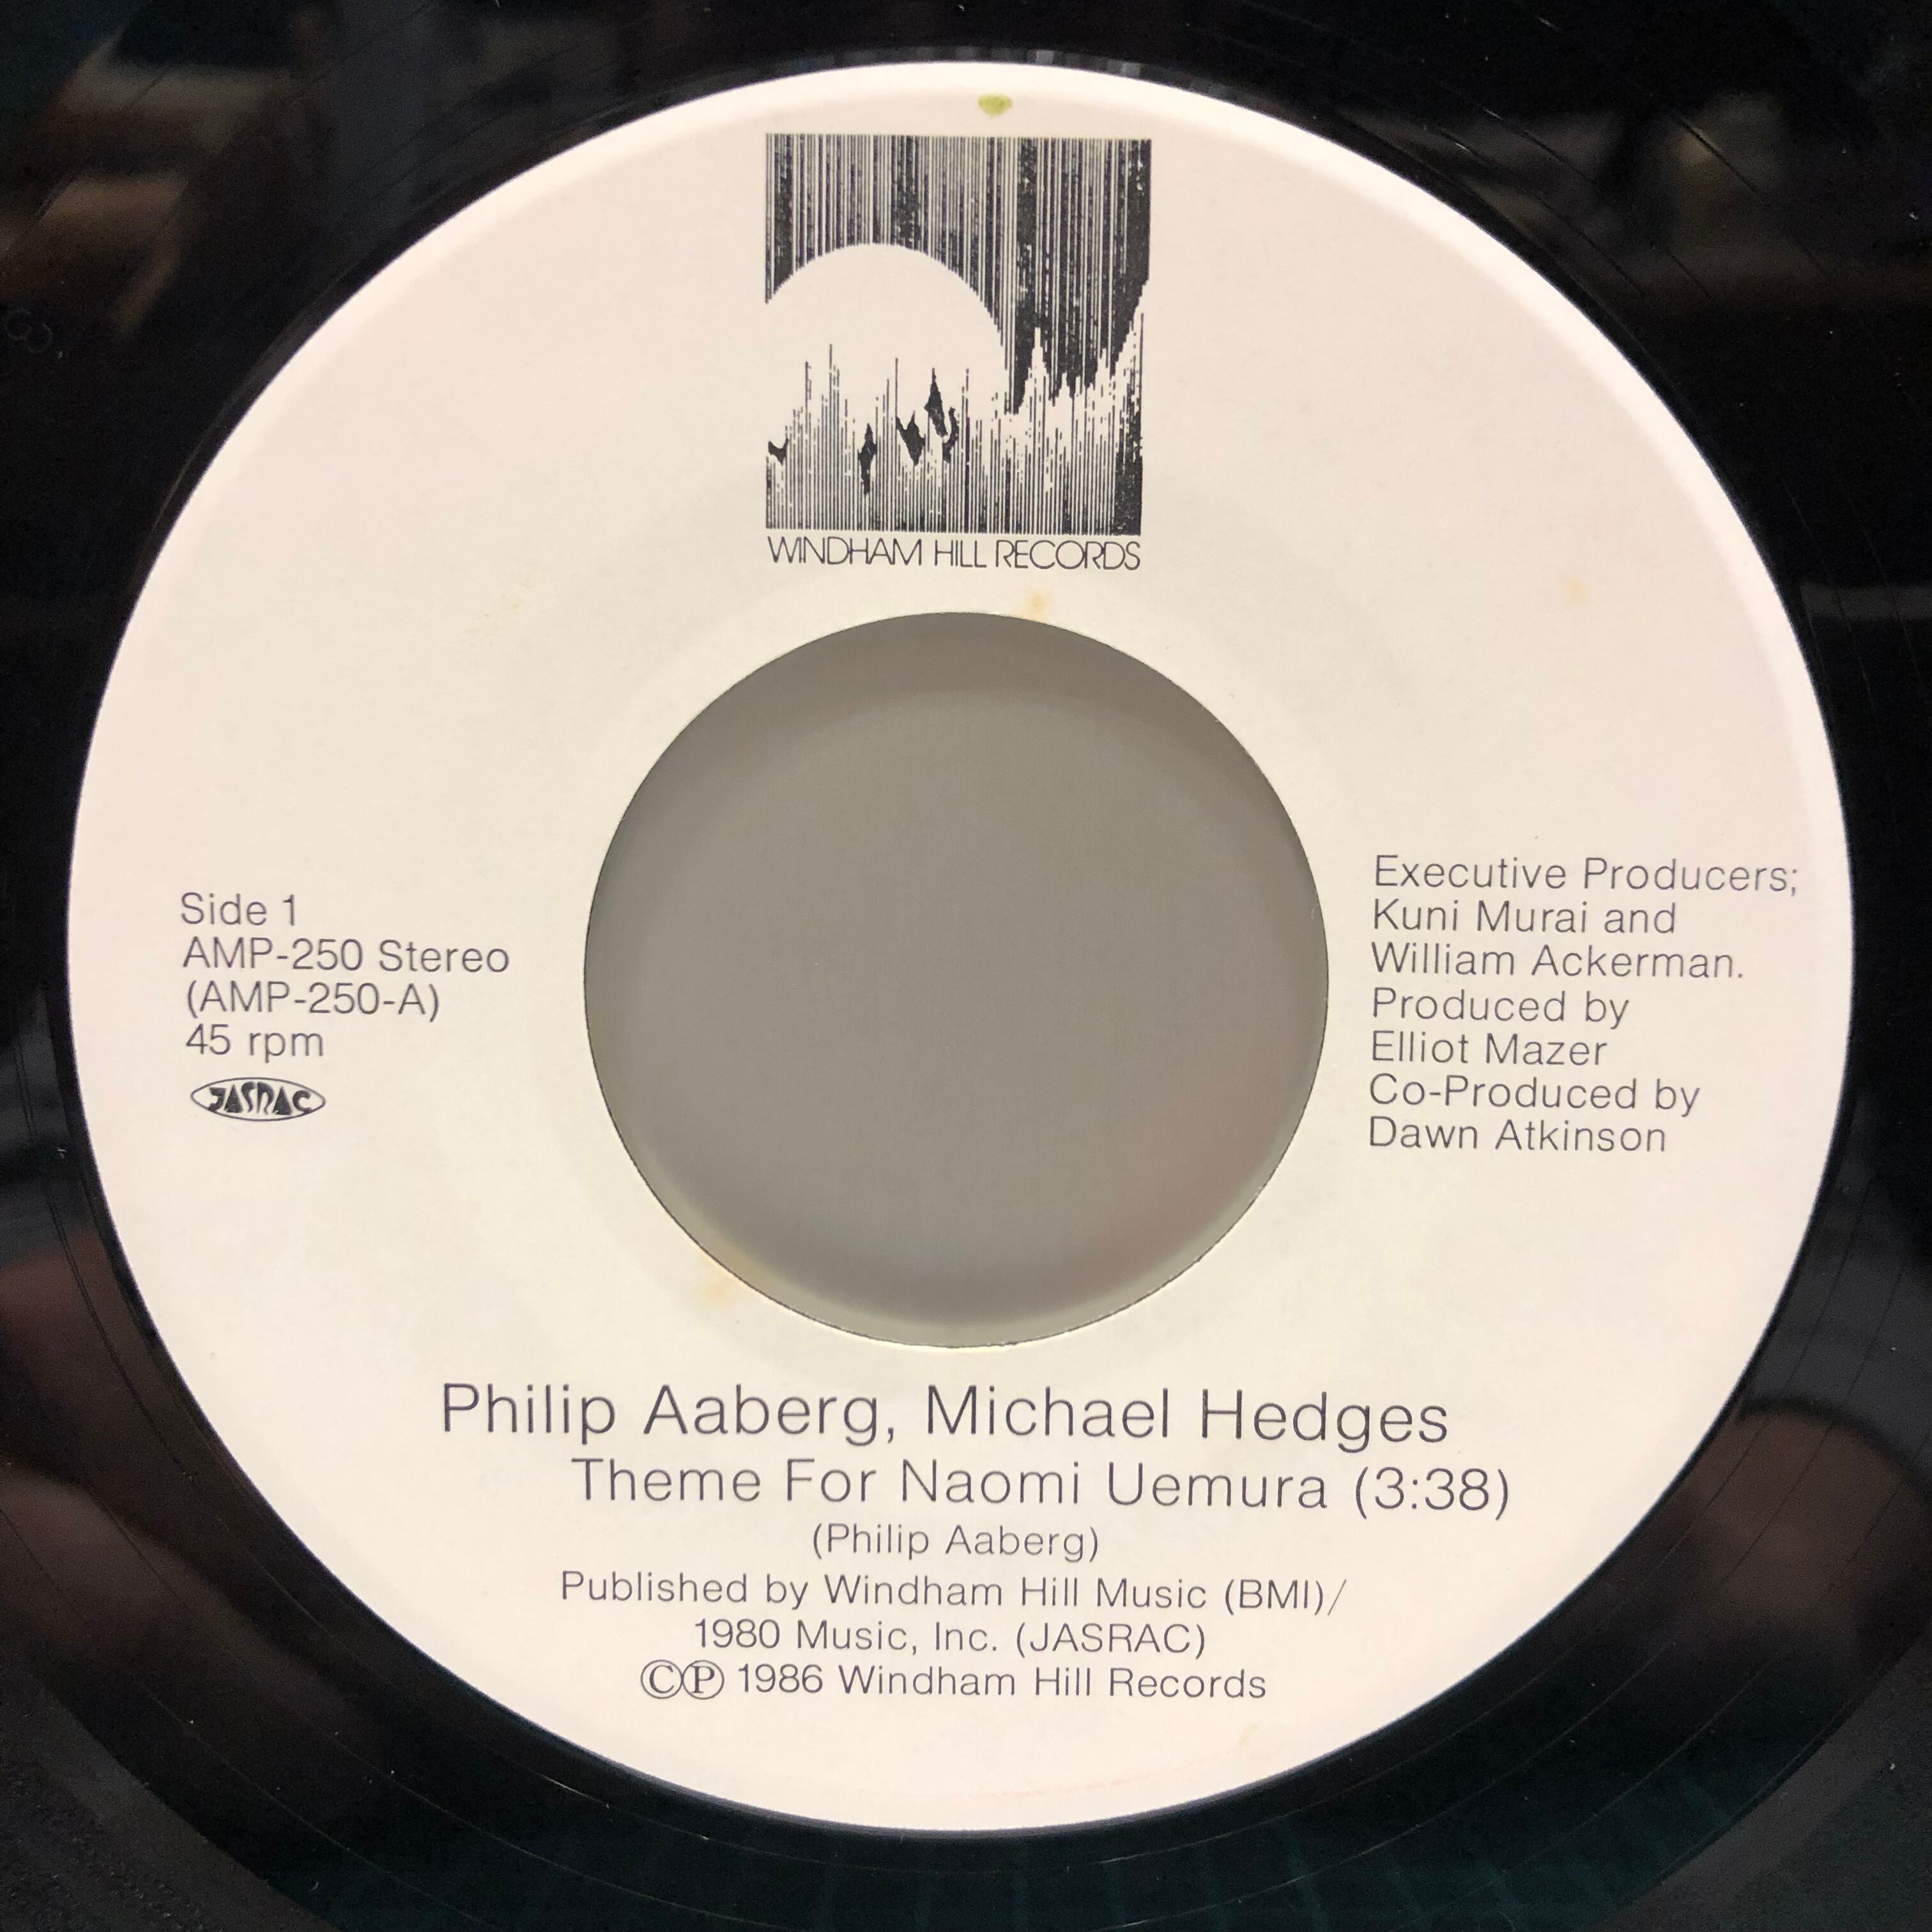 WINDHAM HILL RECORDS
Side 1
AMP-250 Stereo
(AMP-250-A)
45 rpm
JASRAC
Executive Producers;
Kuni Murai and
William Ackerman.
Produced by
Elliot Mazer
Co-Produced by
Dawn Atkinson
Philip Aaberg, Michael Hedges
Theme For Naomi Uemura (3:38)
(Philip Aaberg)
Published by Windham Hill Music (BMI)/
1980 Music, Inc. (JASRAC)
©℗ 1986 Windham Hill Records